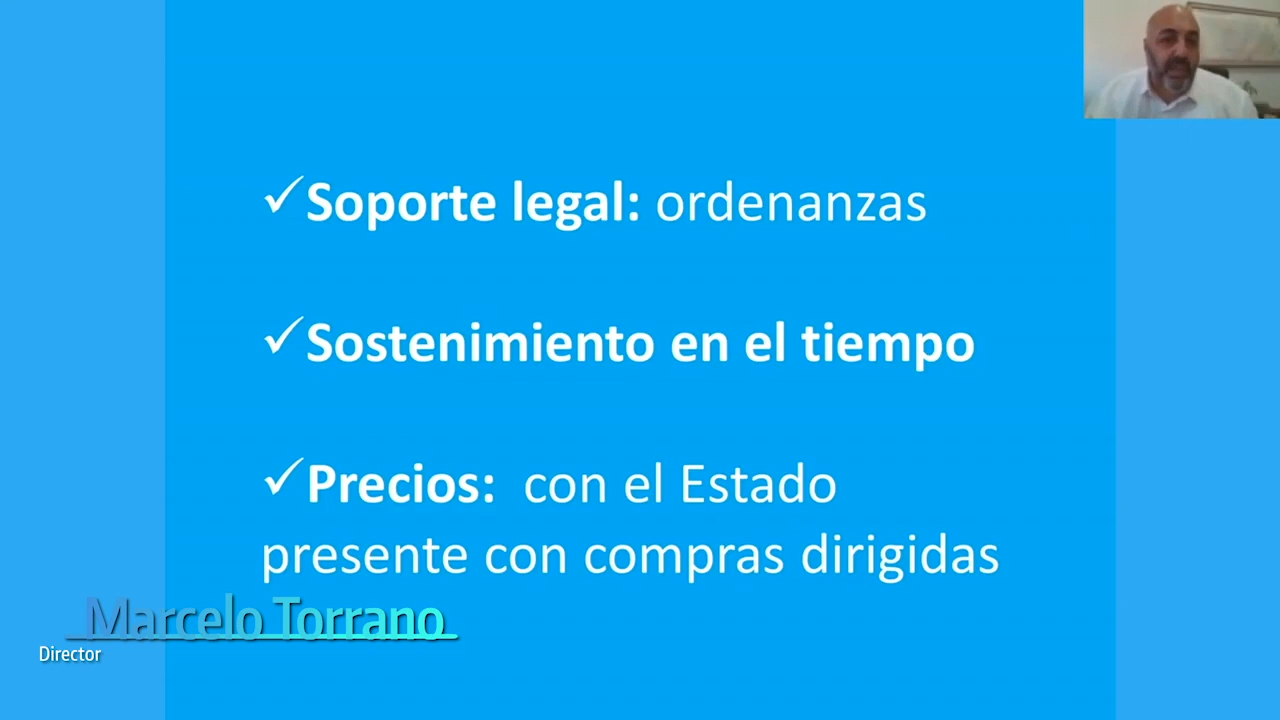 ✓Soporte legal: ordenanzas
✓Sostenimiento en el tiempo
✓Precios: con el Estado
presente con compras dirigidas
Marcelo Torrano
Director